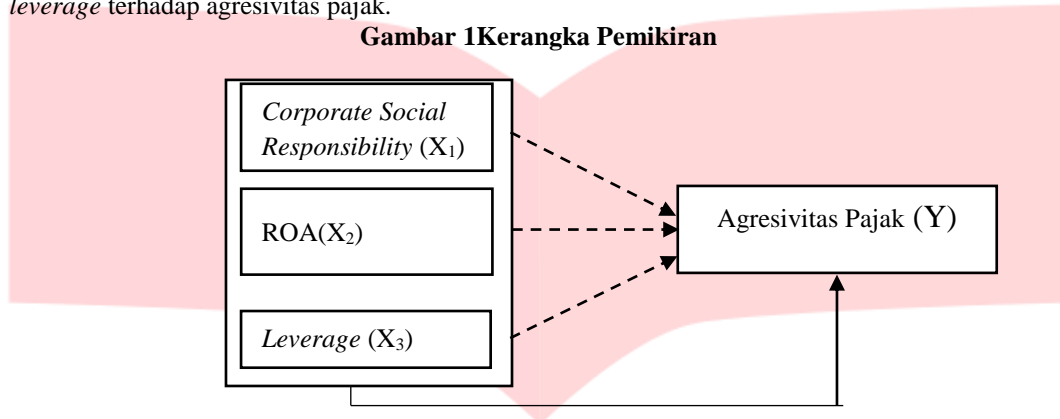 leverage terhadap agresivitas pajak.
Gambar 1Kerangka Pemikiran
Corporate Social
Responsibility (X₁)
ROA(X₂)
Leverage (X₃)
Agresivitas Pajak (Y)